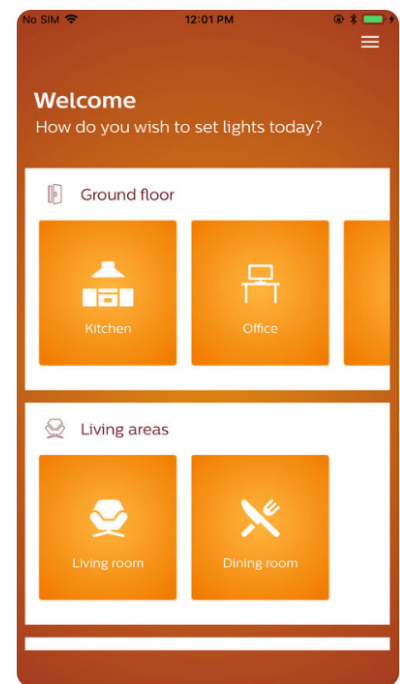 No SIM 12:01 PM
Welcome
How do you wish to set lights today?
Ground floor
Kitchen
Office
Living areas
Living room
Dining room